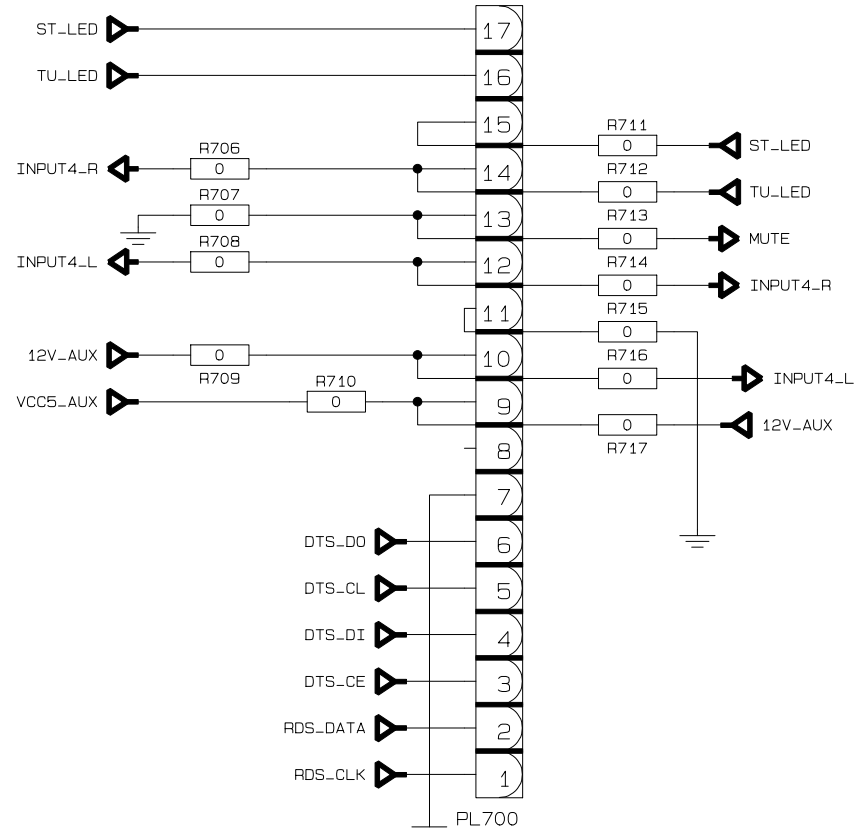 ST_LED 17
TU_LED 16
15 R711 0 ST_LED
INPUT4_R R706 0 14 R712 0 TU_LED
R707 0 13 R713 0 MUTE
INPUT4_L R708 0 12 R714 0 INPUT4_R
11 R715 0
12V_AUX 0 R709 10 R716 0 INPUT4_L
VCC5_AUX R710 0 9 0 R717 12V_AUX
8
7
DTS_DO 6
DTS_CL 5
DTS_DI 4
DTS_CE 3
RDS_DATA 2
RDS_CLK 1
PL700